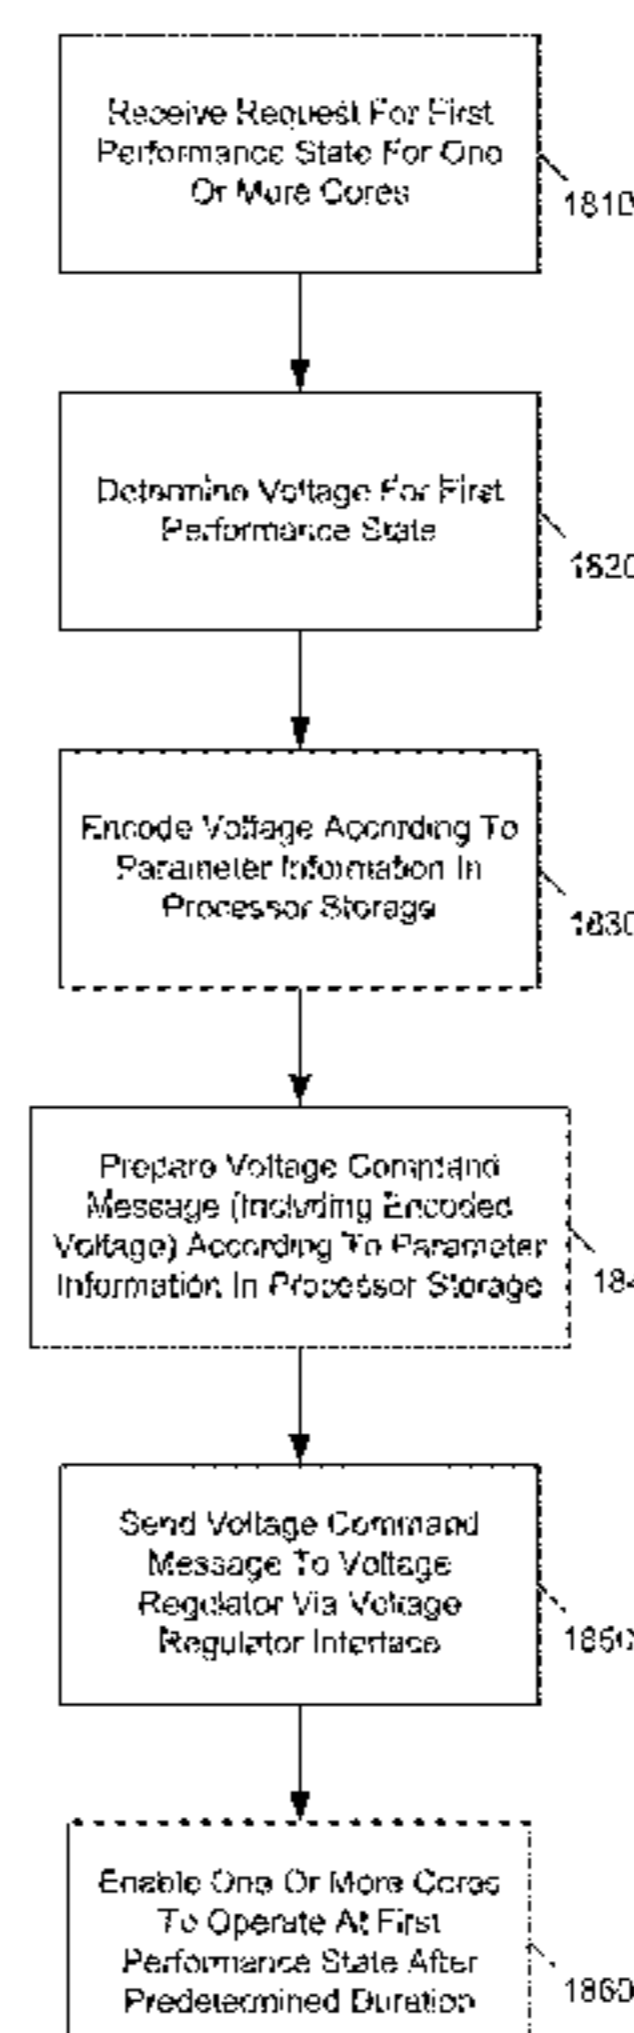 Receive Request For First
Performance State For One
Or More Cores
1810
Determine Voltage For First
Performance State
1820
Encode Voltage According To
Parameter Information In
Processor Storage
1830
Prepare Voltage Command
Message (Including Encoded
Voltage) According To Parameter
Information In Processor Storage
184
Send Voltage Command
Message To Voltage
Regulator Via Voltage
Regulator Interface
1850
Enable One Or More Cores
To Operate At First
Performance State After
Predetermined Duration
1860